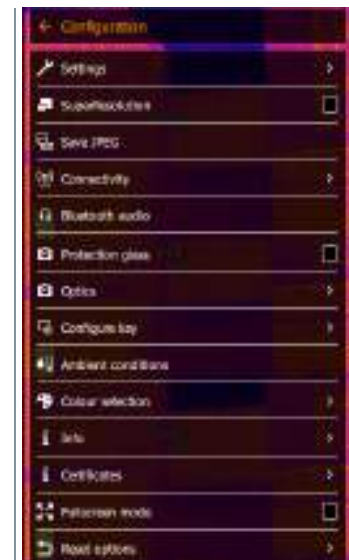 ← Configuration
Settings
SuperResolution
Save JPEG
Connectivity
Bluetooth audio
Protection glass
Optics
Configure key
Ambient conditions
Colour selection
Info
Certificates
Fullscreen mode
Reset options